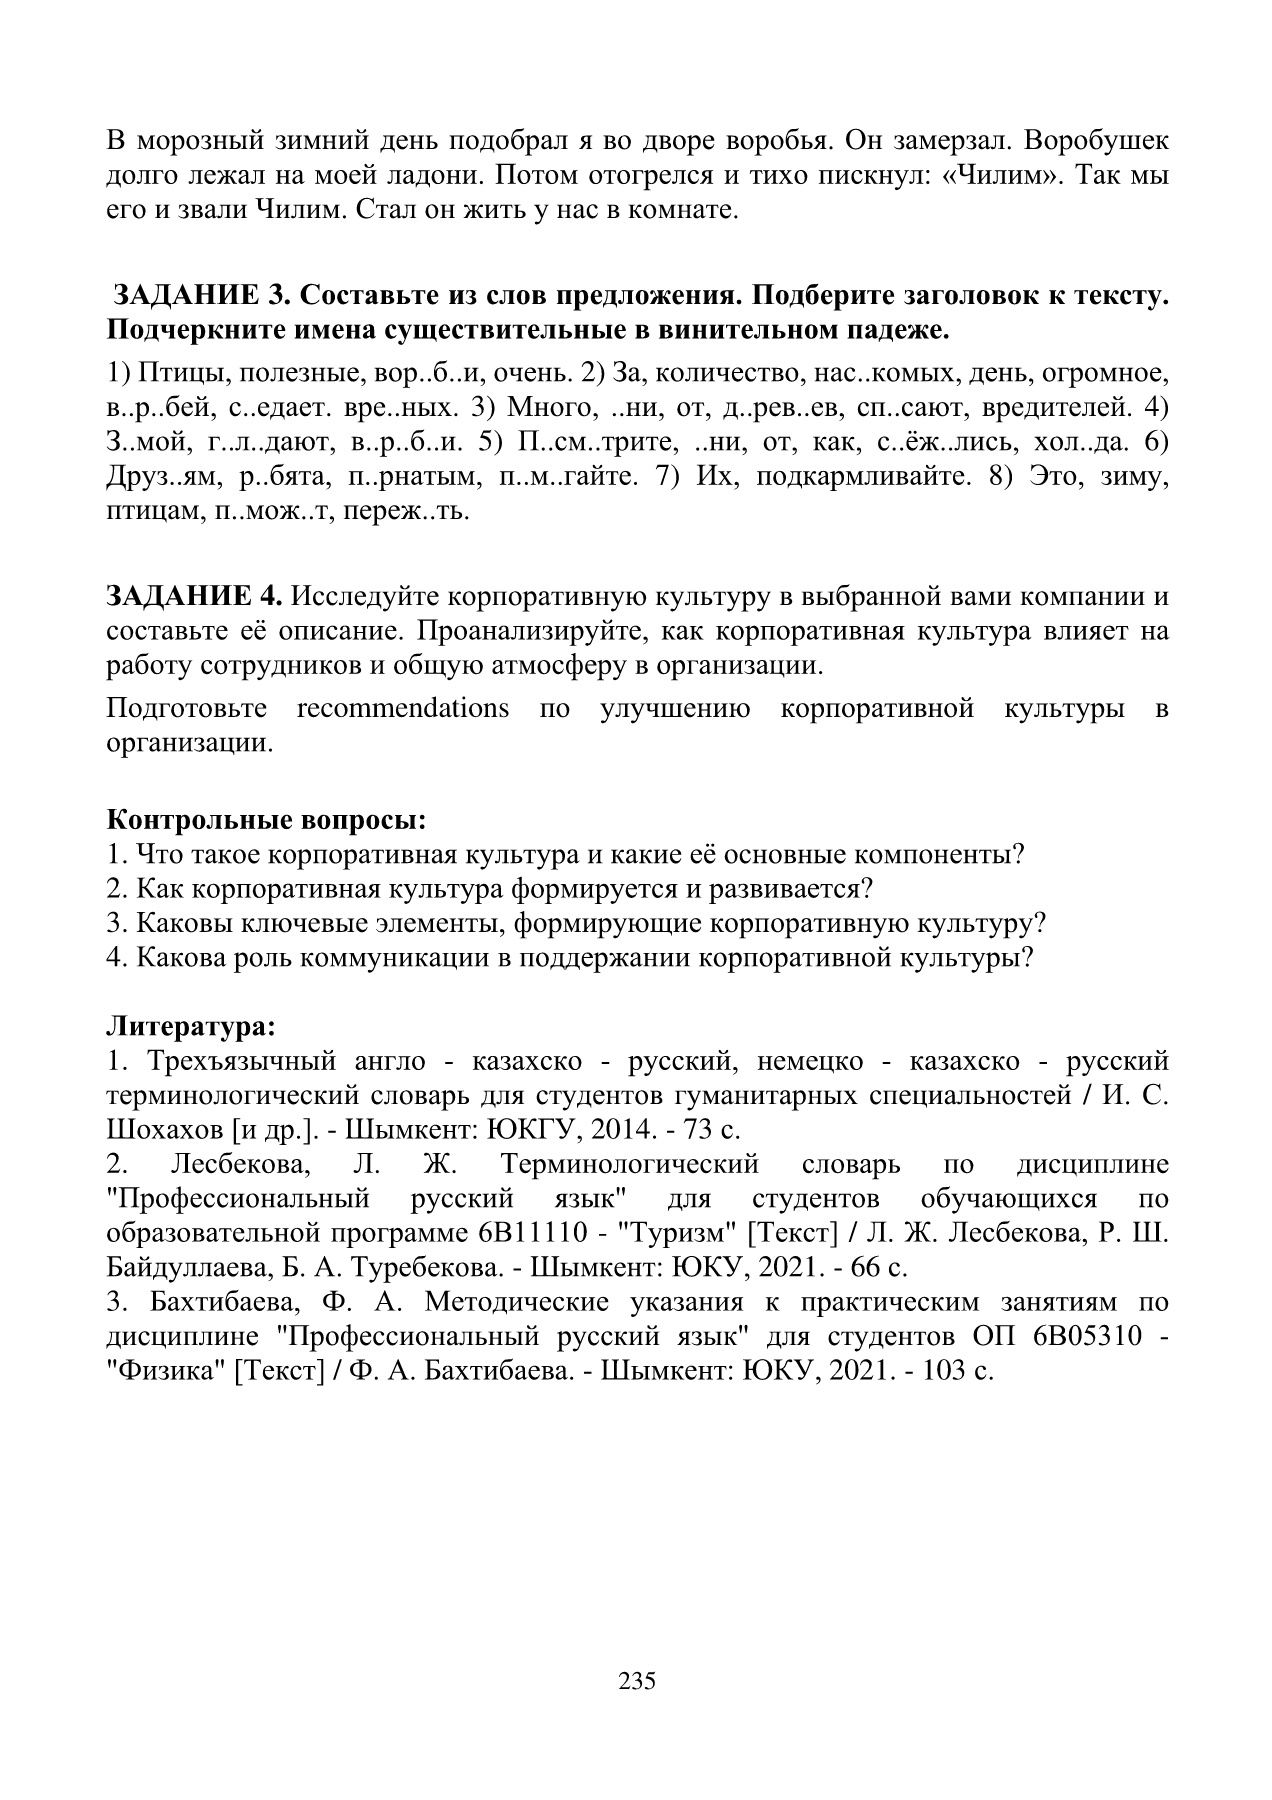 В морозный зимний день подобрал я во дворе воробья. Он замерзал. Воробушек
долго лежал на моей ладони. Потом отогрелся и тихо пискнул: «Чилим». Так мы
его и звали Чилим. Стал он жить у нас в комнате.
ЗАДАНИЕ 3. Составьте из слов предложения. Подберите заголовок к тексту.
Подчеркните имена существительные в винительном падеже.
1) Птицы, полезные, вор..б..и, очень. 2) За, количество, нас..комых, день, огромное,
в..р..бей, с..едает. вре..ных. 3) Много, ..ни, от, д..рев..ев, сп..сают, вредителей. 4)
З..мой, г..л..дают, в..р..б..и. 5) П..см..трите, ..ни, от, как, с..ёж..лись, хол..да. 6)
Друз..ям, р..бята, п..рнатым, п..м..гайте. 7) Их, подкармливайте. 8) Это, зиму,
птицам, п..мож..т, переж..ть.
ЗАДАНИЕ 4. Исследуйте корпоративную культуру в выбранной вами компании и
составьте её описание. Проанализируйте, как корпоративная культура влияет на
работу сотрудников и общую атмосферу в организации.
Подготовьте recommendations по улучшению корпоративной культуры в
организации.
Контрольные вопросы:
1. Что такое корпоративная культура и какие её основные компоненты?
2. Как корпоративная культура формируется и развивается?
3. Каковы ключевые элементы, формирующие корпоративную культуру?
4. Какова роль коммуникации в поддержании корпоративной культуры?
Литература:
1. Трехъязычный англо - казахско - русский, немецко - казахско - русский
терминологический словарь для студентов гуманитарных специальностей / И. С.
Шохахов [и др.]. - Шымкент: ЮКГУ, 2014. - 73 с.
2. Лесбекова, Л. Ж. Терминологический словарь по дисциплине
"Профессиональный русский язык" для студентов обучающихся по
образовательной программе 6В11110 - "Туризм" [Текст] / Л. Ж. Лесбекова, Р. Ш.
Байдуллаева, Б. А. Туребекова. - Шымкент: ЮКУ, 2021. - 66 с.
3. Бахтибаева, Ф. А. Методические указания к практическим занятиям по
дисциплине "Профессиональный русский язык" для студентов ОП 6В05310 -
"Физика" [Текст] / Ф. А. Бахтибаева. - Шымкент: ЮКУ, 2021. - 103 с.
235